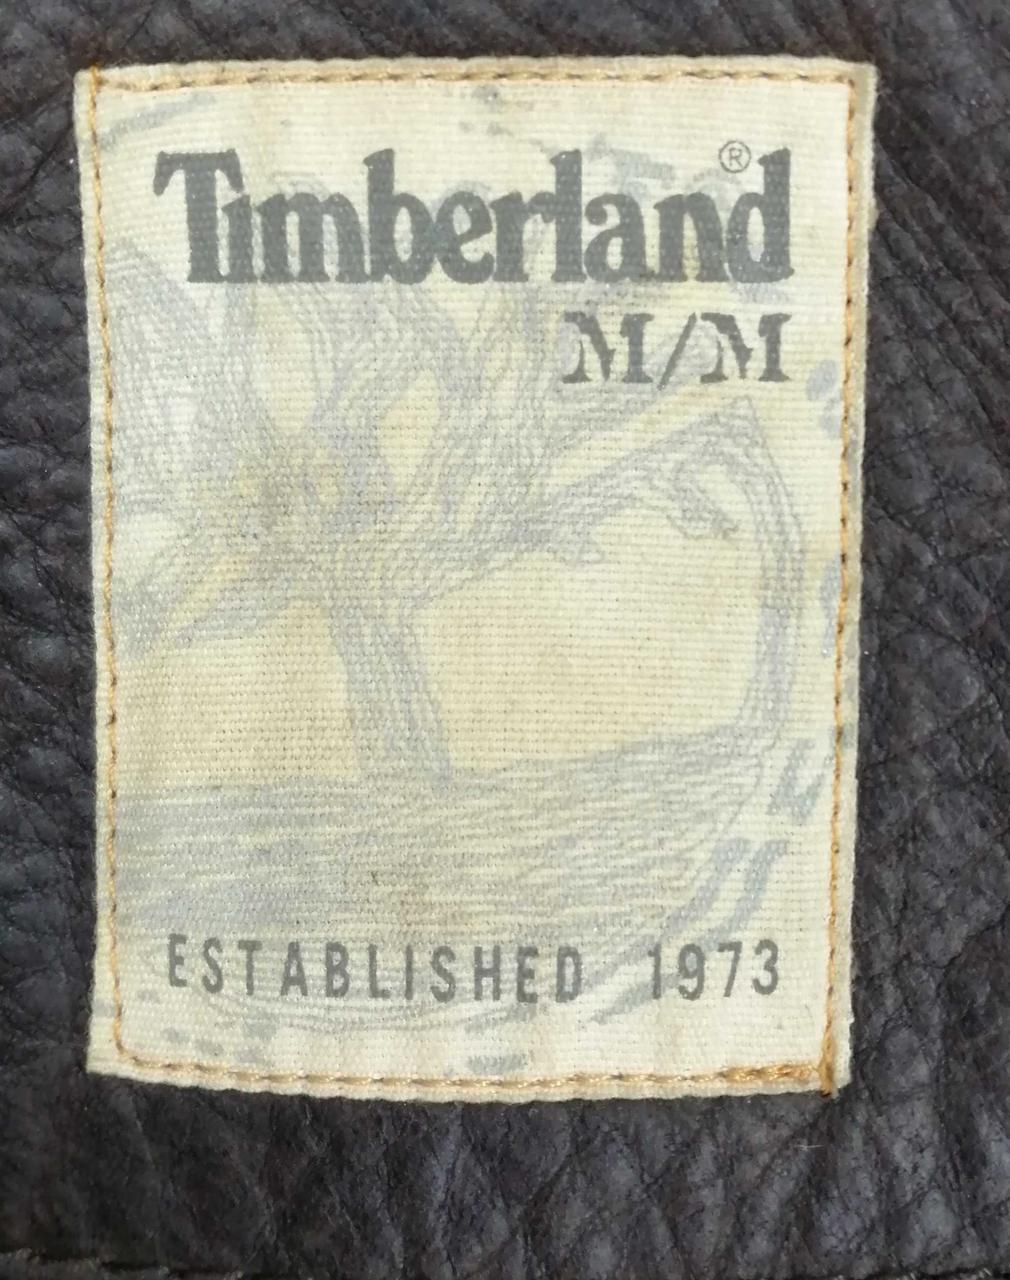 Timberland®
M/M
ESTABLISHED 1973